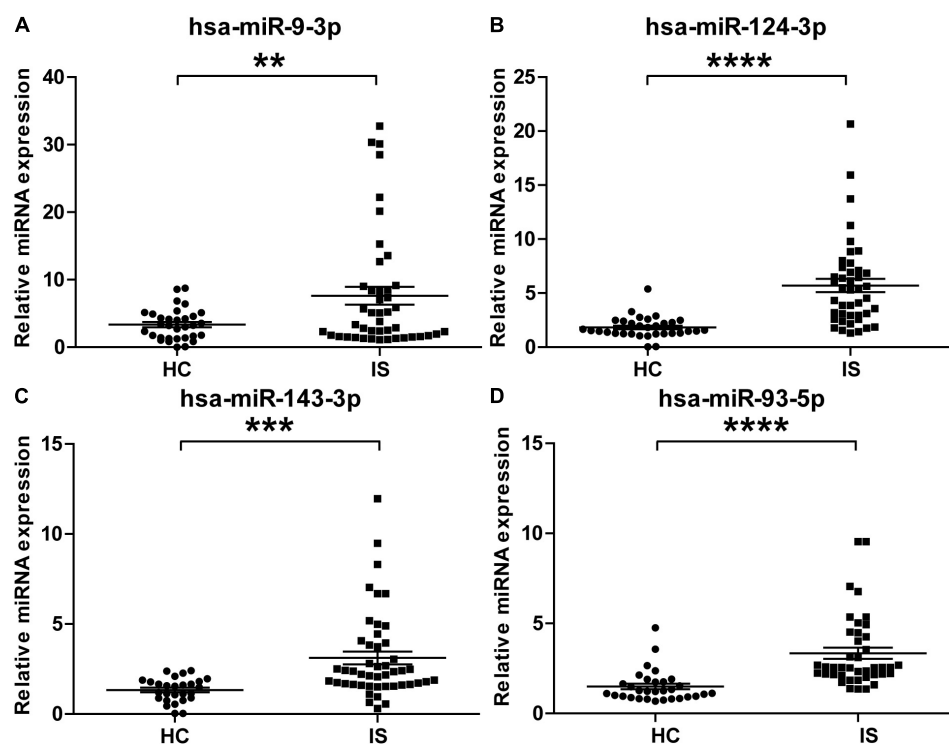 A
hsa-miR-9-3p
**
Relative miRNA expression
40
30
20
10
0
HC
IS
B
hsa-miR-124-3p
****
Relative miRNA expression
25
20
15
10
5
0
HC
IS
C
hsa-miR-143-3p
***
Relative miRNA expression
15
10
5
0
HC
IS
D
hsa-miR-93-5p
****
Relative miRNA expression
15
10
5
0
HC
IS